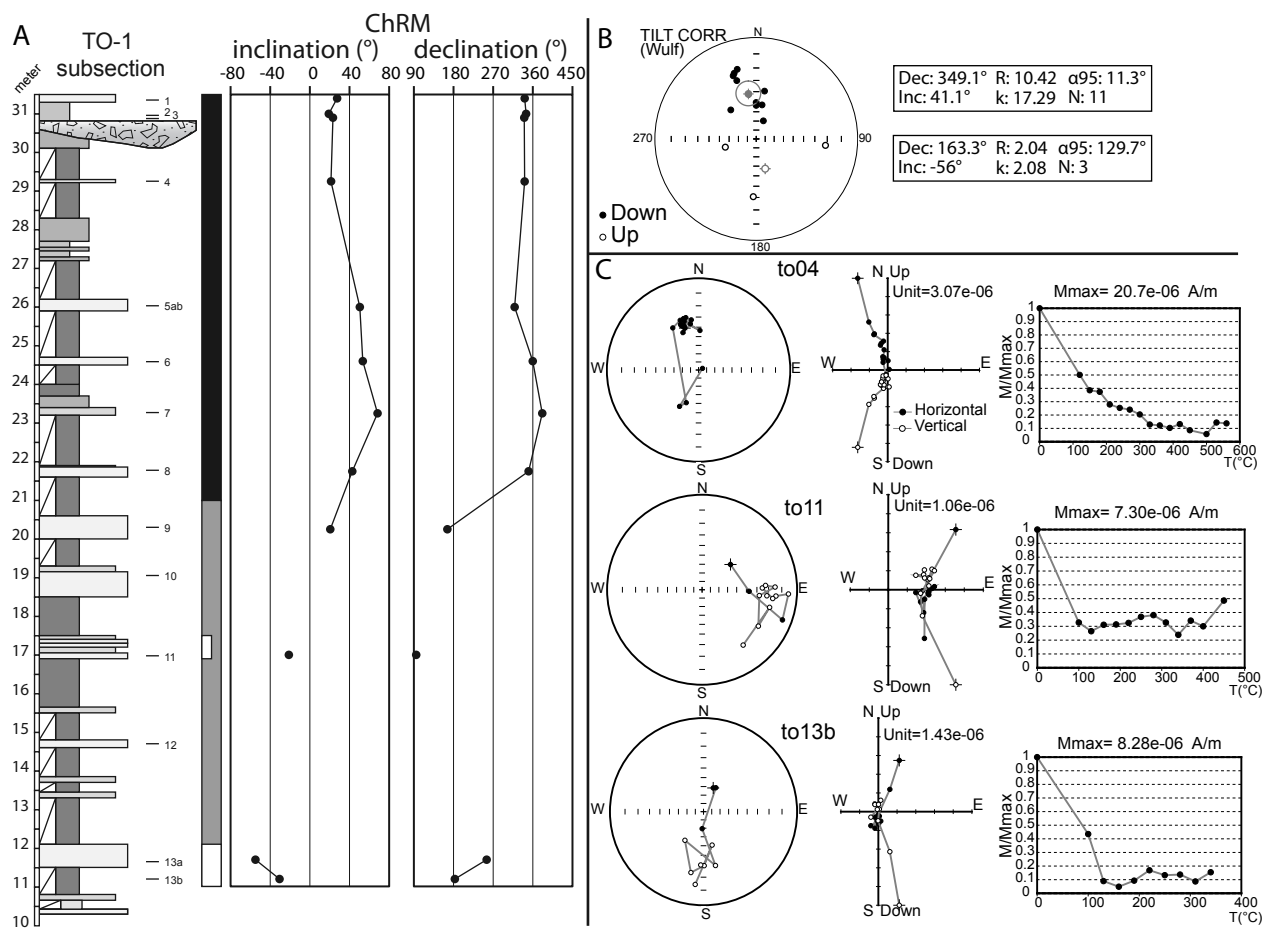 A
TO-1
subsection
meter
ChRM
inclination (°)
declination (°)
-80 -40 0 40 80
90 180 270 360 450
31
30
29
28
27
26
25
24
23
22
21
20
19
18
17
16
15
14
13
12
11
10
1
2
3
4
5ab
6
7
8
9
10
11
12
13a
13b
B
TILT CORR
(Wulf)
N
270
90
180
Down
Up
Dec: 349.1° R: 10.42 α95: 11.3°
Inc: 41.1° k: 17.29 N: 11
Dec: 163.3° R: 2.04 α95: 129.7°
Inc: -56° k: 2.08 N: 3
C
to04
N
W
E
S
N Up
Unit=3.07e-06
W
E
Horizontal
Vertical
S Down
Mmax= 20.7e-06 A/m
M/Mmax
1
0.9
0.8
0.7
0.6
0.5
0.4
0.3
0.2
0.1
0
0 100 200 300 400 500 600
T(°C)
to11
N
W
E
S
N Up
Unit=1.06e-06
W
E
S Down
Mmax= 7.30e-06 A/m
M/Mmax
1
0.9
0.8
0.7
0.6
0.5
0.4
0.3
0.2
0.1
0
0 100 200 300 400 500
T(°C)
to13b
N
W
E
S
N Up
Unit=1.43e-06
W
E
S Down
Mmax= 8.28e-06 A/m
M/Mmax
1
0.9
0.8
0.7
0.6
0.5
0.4
0.3
0.2
0.1
0
0 100 200 300 400
T(°C)